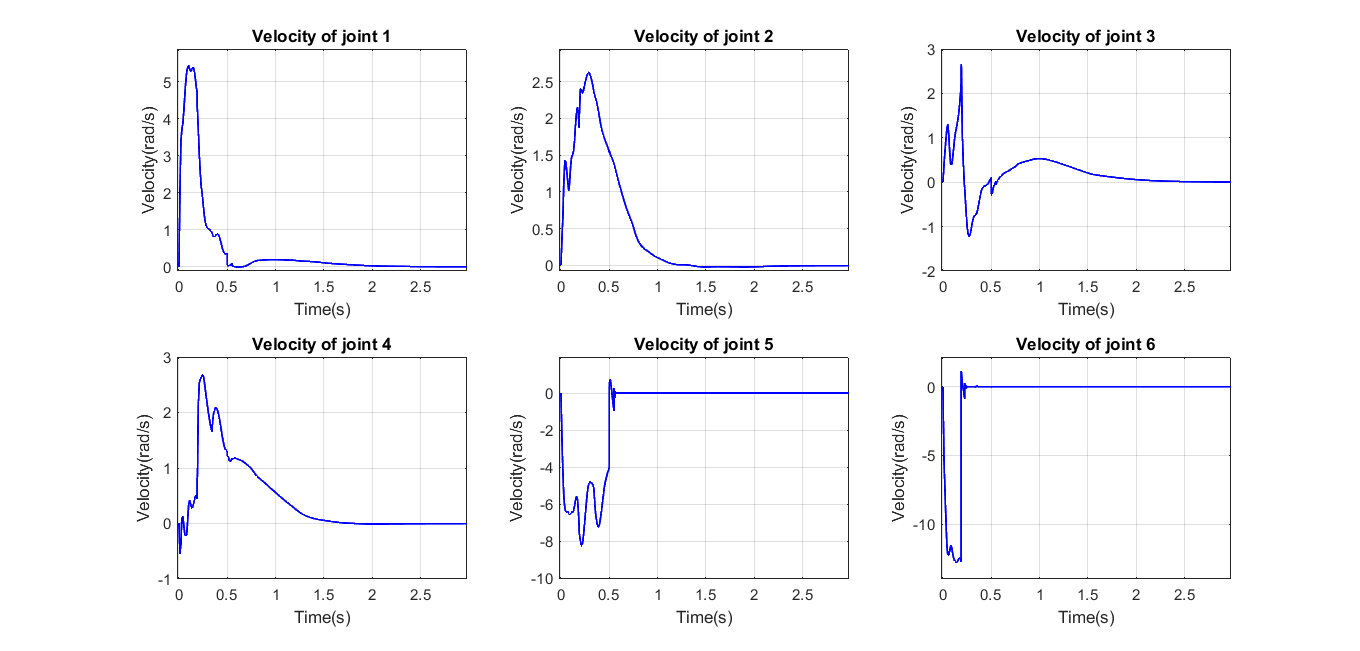 Velocity of joint 1
Velocity(rad/s)
5
4
3
2
1
0
0 0.5 1 1.5 2 2.5
Time(s)
Velocity of joint 2
Velocity(rad/s)
2.5
2
1.5
1
0.5
0
0 0.5 1 1.5 2 2.5
Time(s)
Velocity of joint 3
Velocity(rad/s)
3
2
1
0
-1
-2
0 0.5 1 1.5 2 2.5
Time(s)
Velocity of joint 4
Velocity(rad/s)
3
2
1
0
-1
0 0.5 1 1.5 2 2.5
Time(s)
Velocity of joint 5
Velocity(rad/s)
0
-2
-4
-6
-8
-10
0 0.5 1 1.5 2 2.5
Time(s)
Velocity of joint 6
Velocity(rad/s)
0
-5
-10
0 0.5 1 1.5 2 2.5
Time(s)